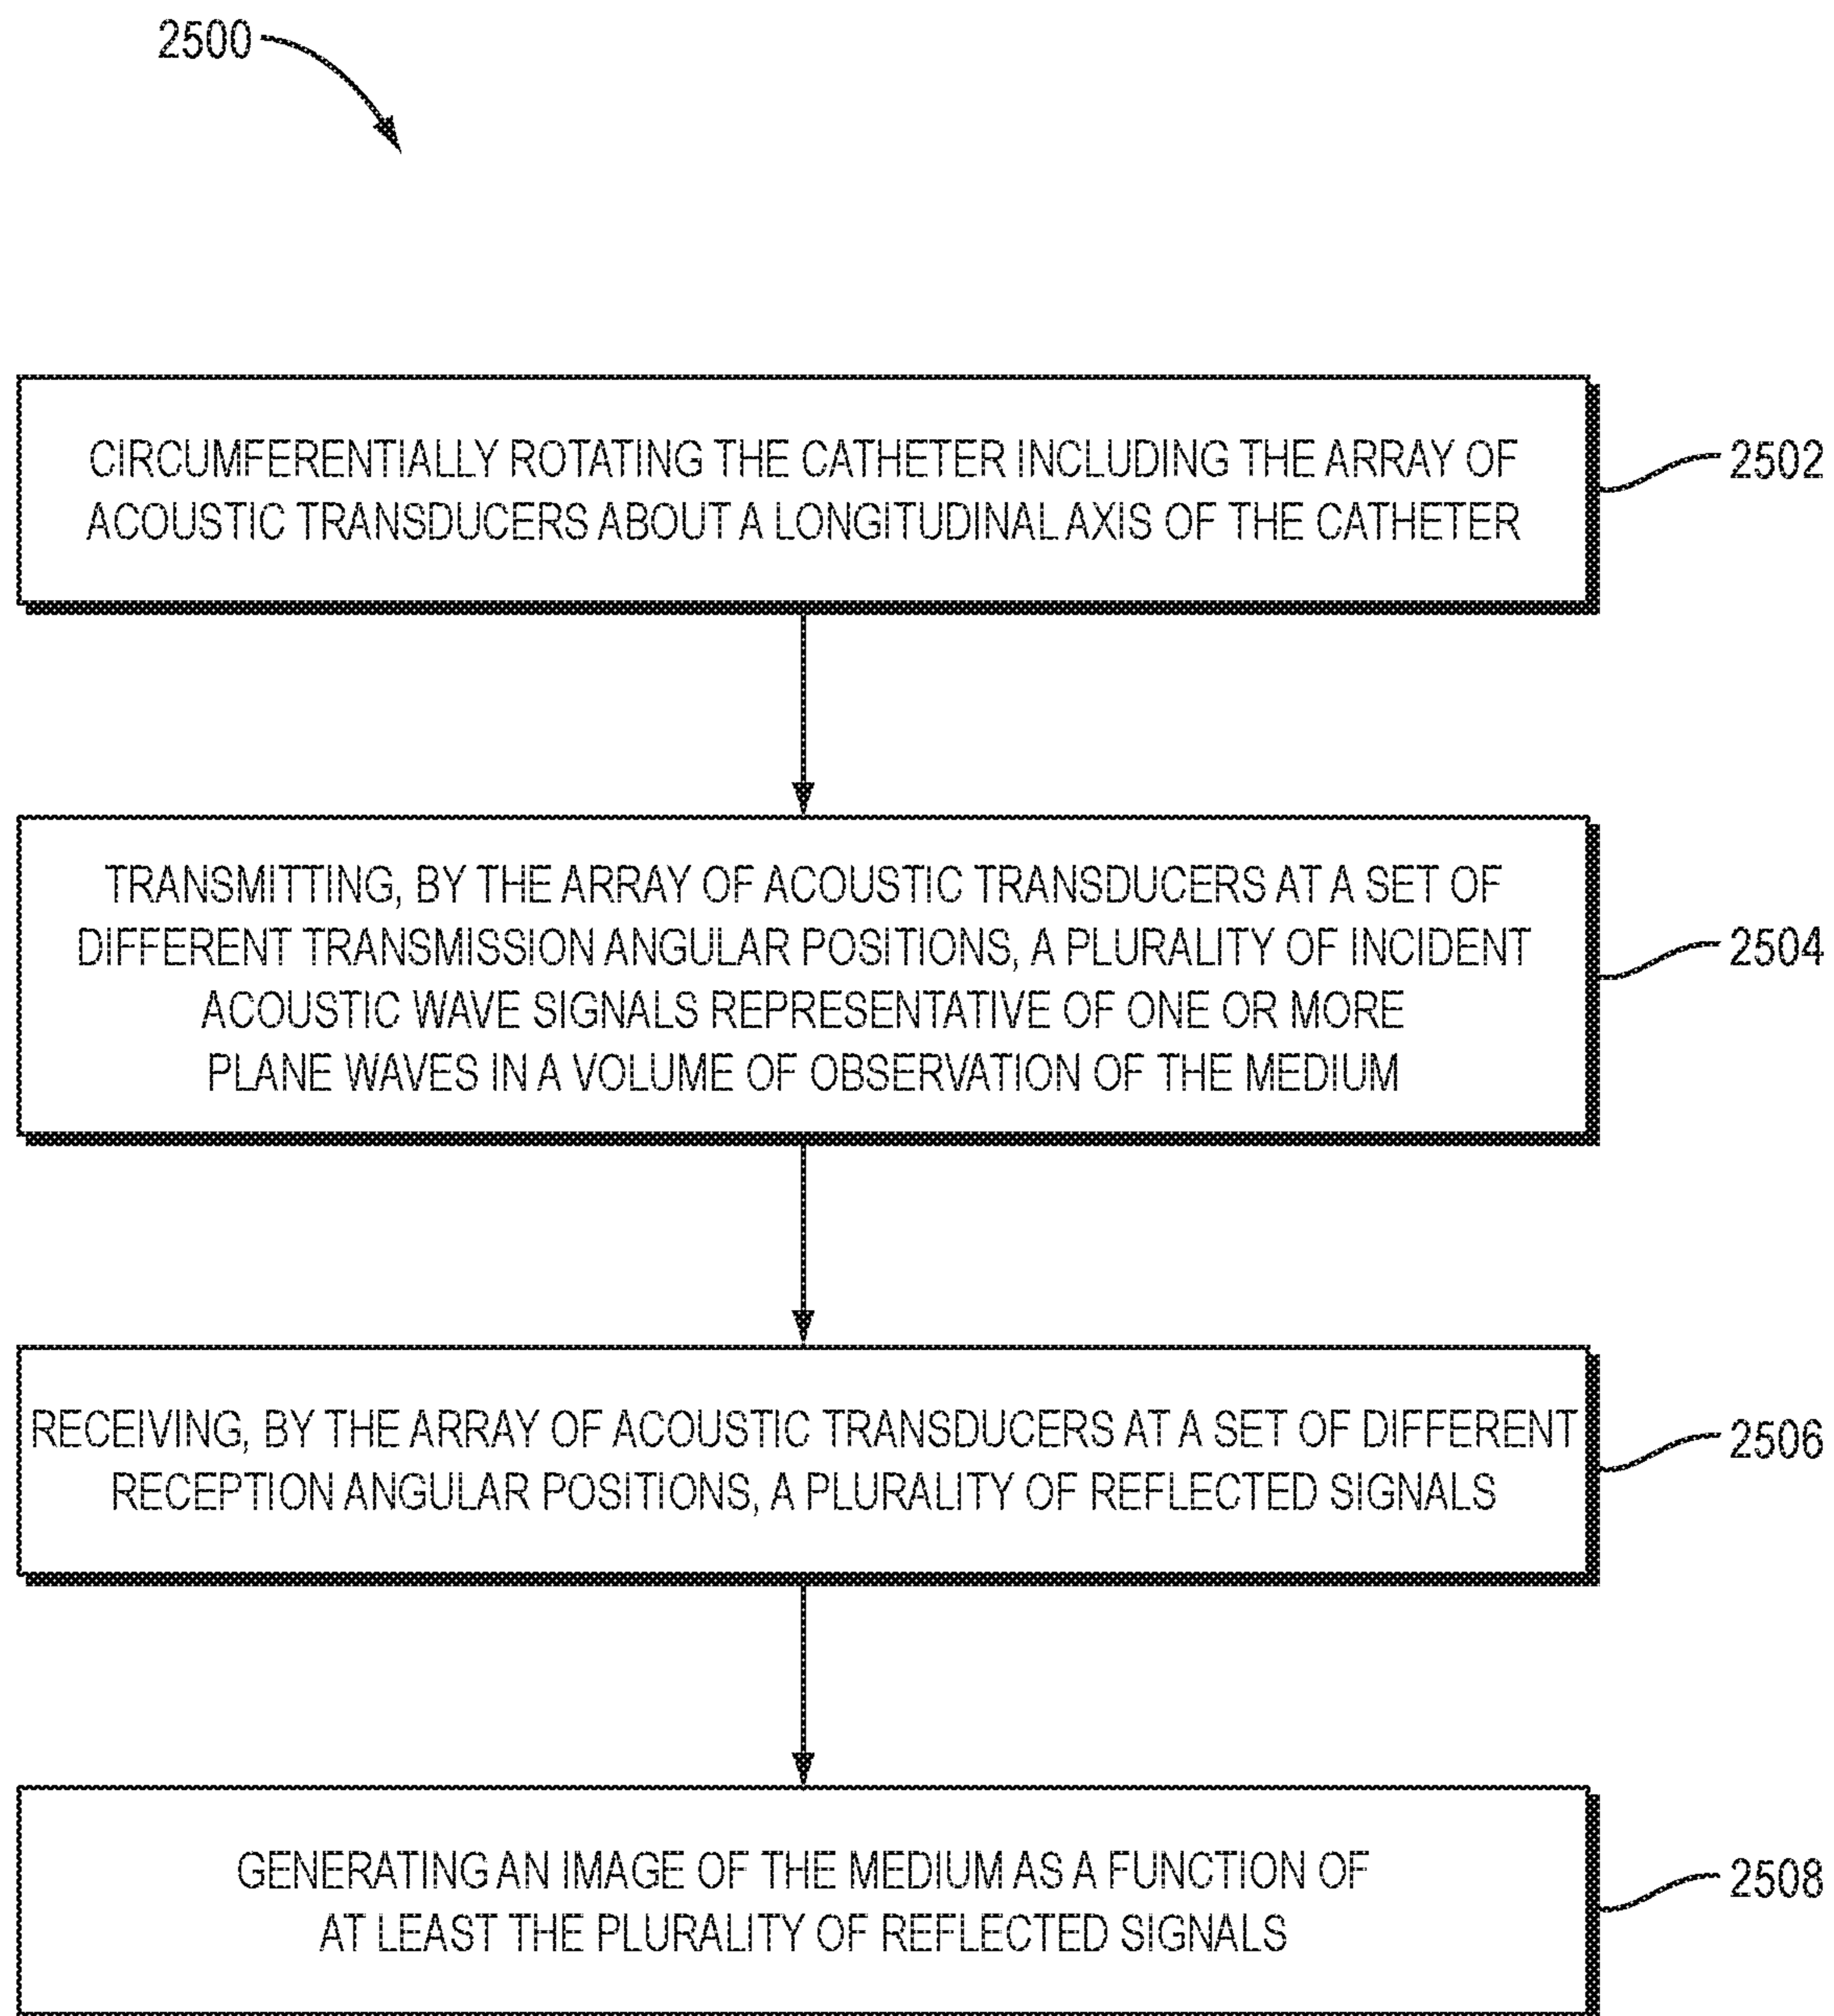 2500
CIRCUMFERENTIALLY ROTATING THE CATHETER INCLUDING THE ARRAY OF
ACOUSTIC TRANSDUCERS ABOUT A LONGITUDINAL AXIS OF THE CATHETER
2502
TRANSMITTING, BY THE ARRAY OF ACOUSTIC TRANSDUCERS AT A SET OF
DIFFERENT TRANSMISSION ANGULAR POSITIONS, A PLURALITY OF INCIDENT
ACOUSTIC WAVE SIGNALS REPRESENTATIVE OF ONE OR MORE
PLANE WAVES IN A VOLUME OF OBSERVATION OF THE MEDIUM
2504
RECEIVING, BY THE ARRAY OF ACOUSTIC TRANSDUCERS AT A SET OF DIFFERENT
RECEPTION ANGULAR POSITIONS, A PLURALITY OF REFLECTED SIGNALS
2506
GENERATING AN IMAGE OF THE MEDIUM AS A FUNCTION OF
AT LEAST THE PLURALITY OF REFLECTED SIGNALS
2508